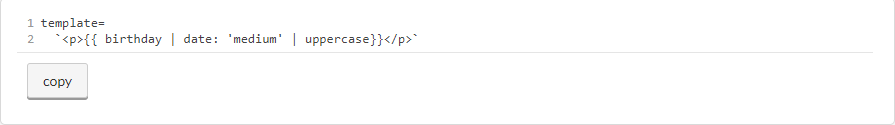 1 template=
2 `<p>{{ birthday | date: 'medium' | uppercase}}</p>`
copy